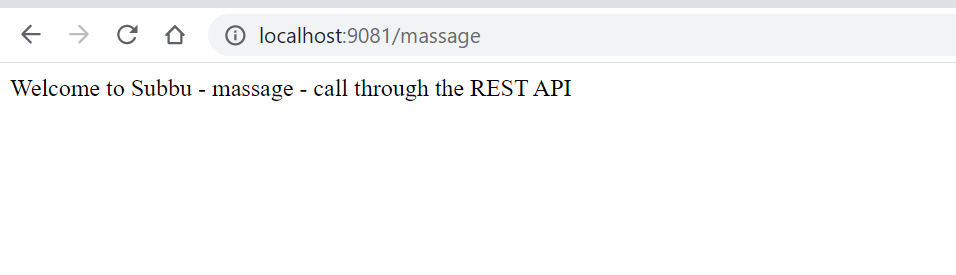 localhost:9081/massage
Welcome to Subbu - massage - call through the REST API